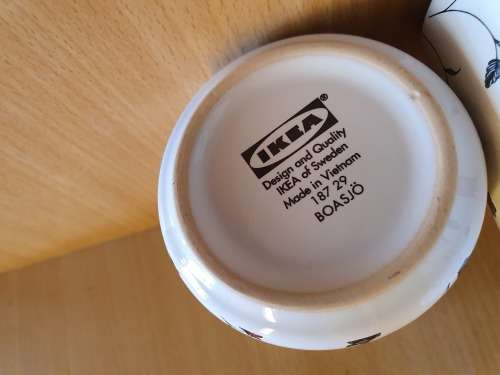 IKEA®
Design and Quality
IKEA of Sweden
Made in Vietnam
187 29
BOASJÖ